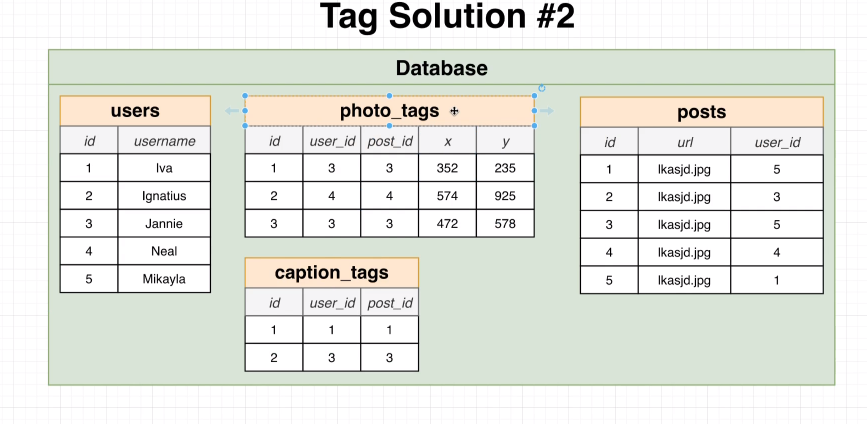 Tag Solution #2
Database
users
id username
1 Iva
2 Ignatius
3 Jannie
4 Neal
5 Mikayla
photo_tags
id user_id post_id x y
1 3 3 352 235
2 4 4 574 925
3 3 3 472 578
caption_tags
id user_id post_id
1 1 1
2 3 3
posts
id url user_id
1 lkasjd.jpg 5
2 lkasjd.jpg 3
3 lkasjd.jpg 5
4 lkasjd.jpg 4
5 lkasjd.jpg 1